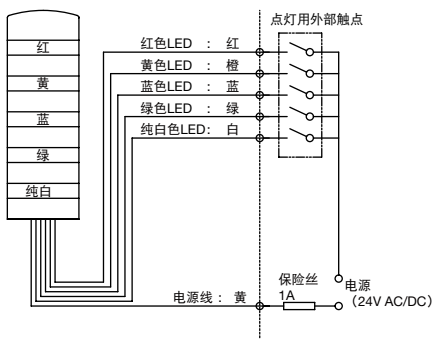 点灯用外部触点
红
黄
蓝
绿
纯白
红色LED : 红
黄色LED : 橙
蓝色LED : 蓝
绿色LED : 绿
纯白色LED: 白
保险丝
1A
电源
(24V AC/DC)
电源线 : 黄